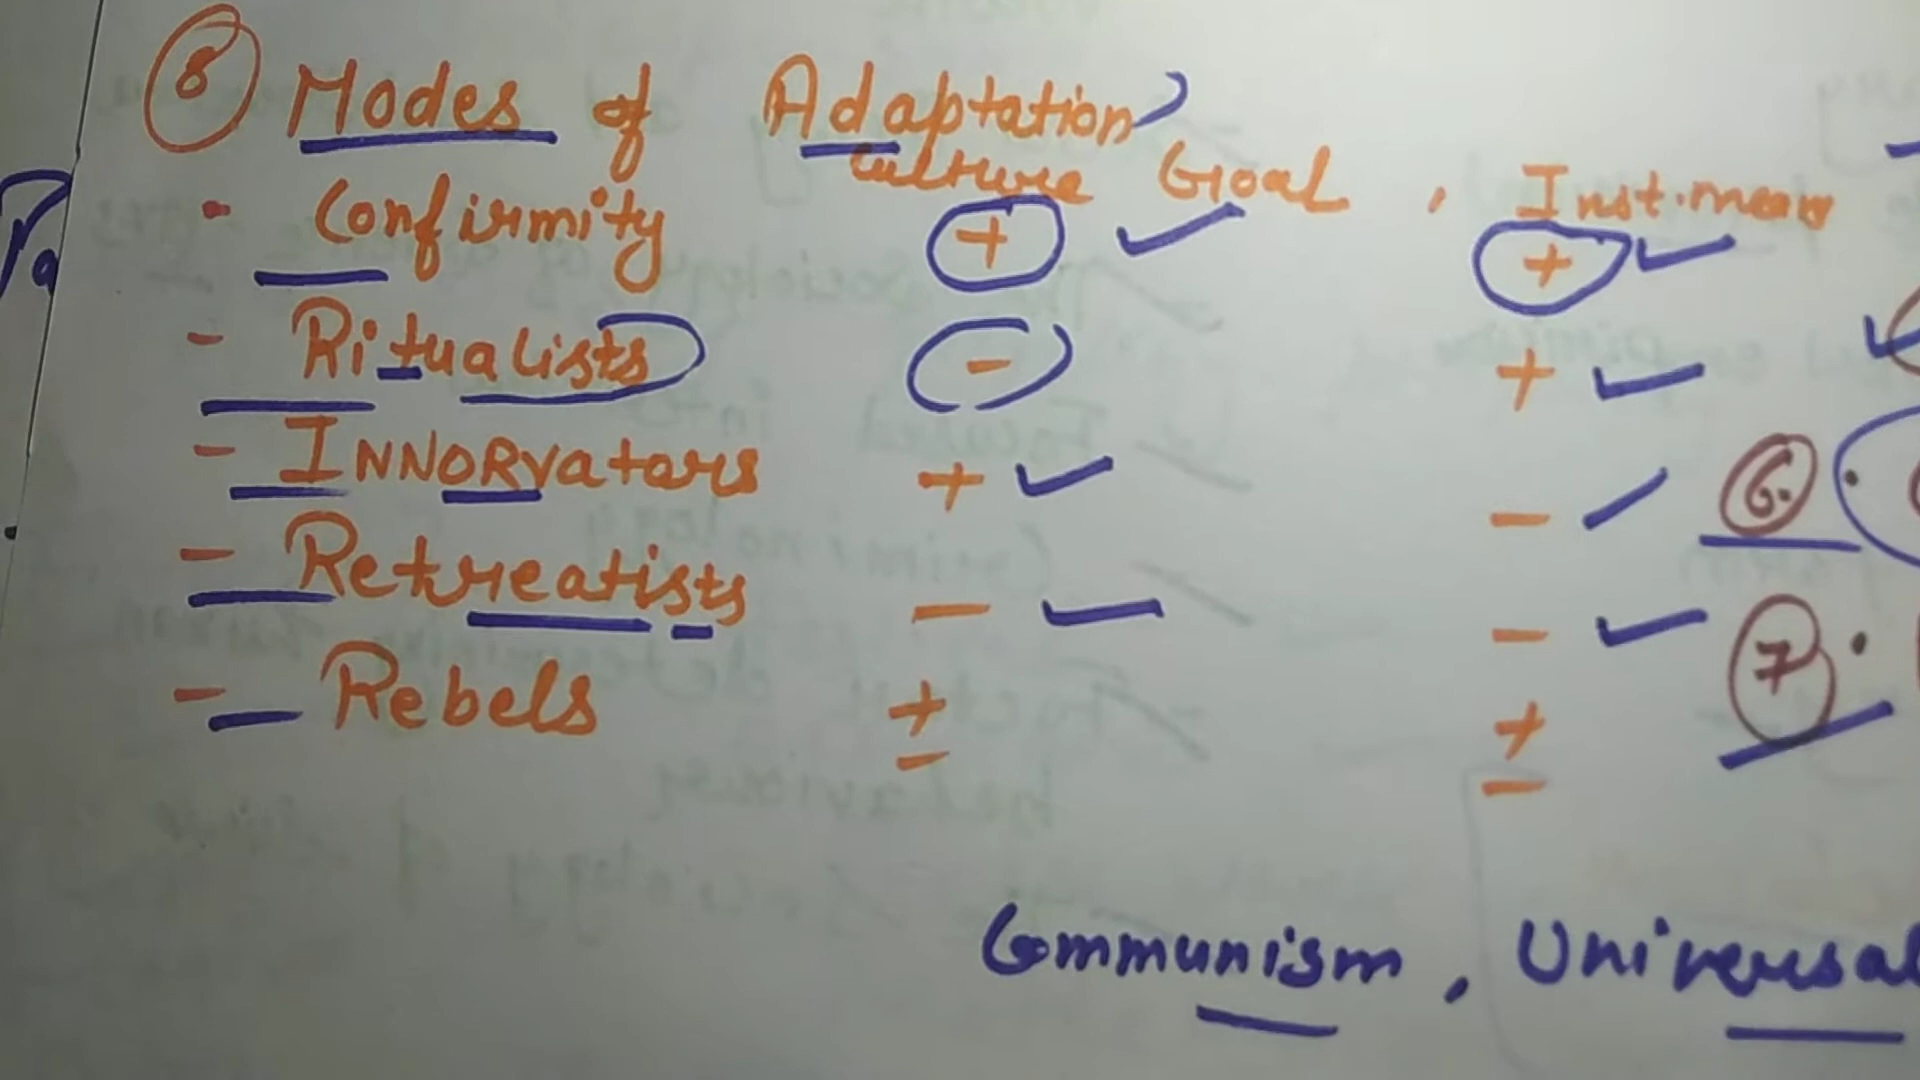 8 Modes of Adaptation
Culture Goal , Inst. means
- Confirmity + +
- Ritualists - +
- INNORvators + -
- Retreatists - -
- Rebels ± ±
6.
7.
Communism , Universal